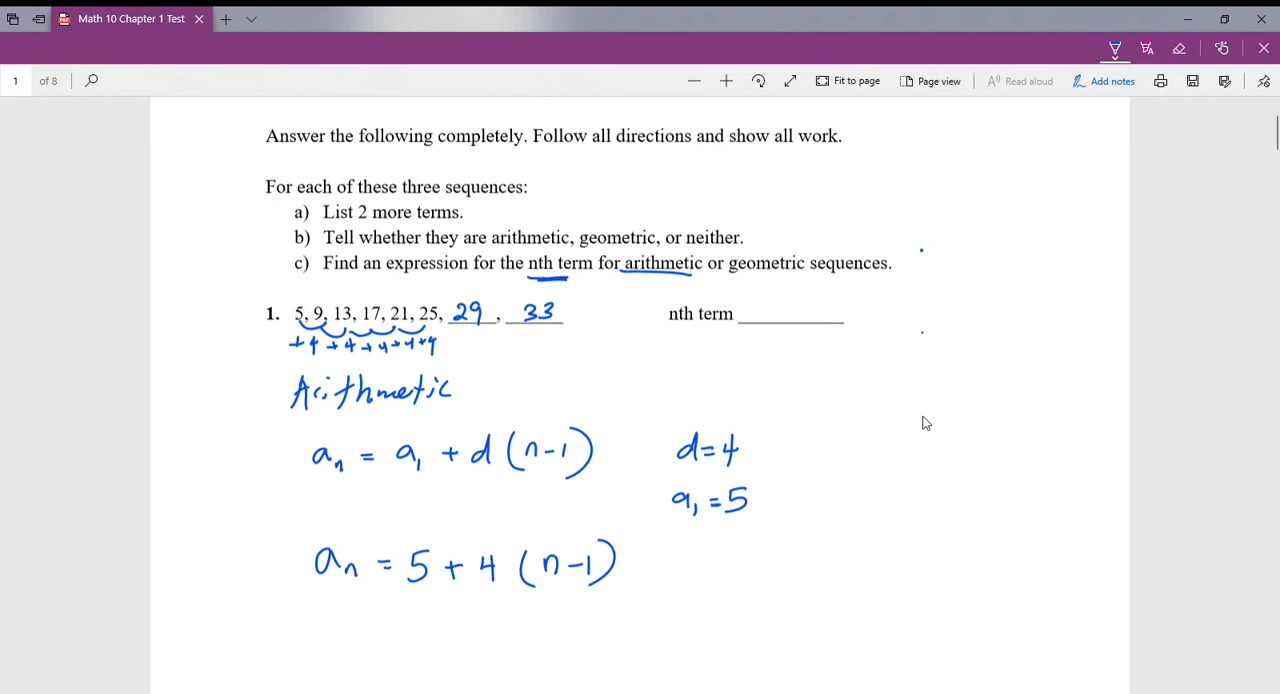 Math 10 Chapter 1 Test
1 of 8
Fit to page
Page view
Read aloud
Add notes
Answer the following completely. Follow all directions and show all work.
For each of these three sequences:
a) List 2 more terms.
b) Tell whether they are arithmetic, geometric, or neither.
c) Find an expression for the nth term for arithmetic or geometric sequences.
1. 5, 9, 13, 17, 21, 25, 29, 33 nth term ____________
+4 +4 +4 +4 +4
Arithmetic
aₙ = a₁ + d(n-1) d=4
a₁ = 5
aₙ = 5 + 4(n-1)